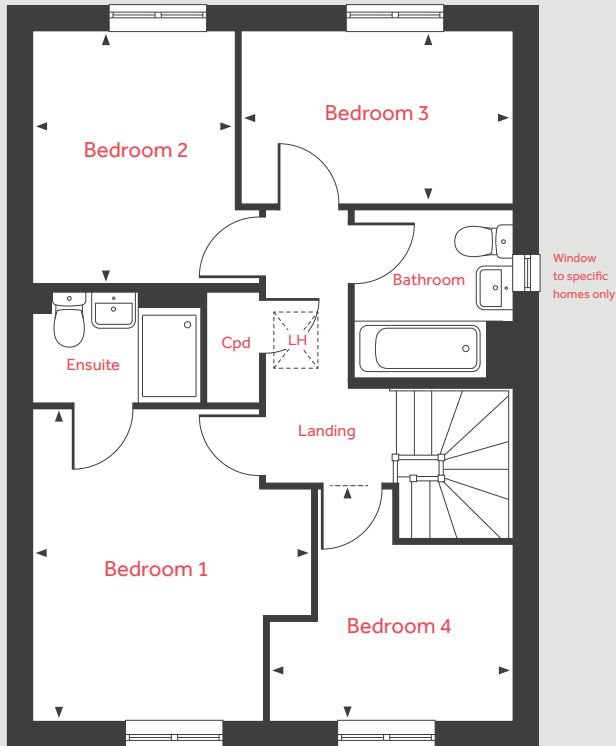 Bedroom 2
Bedroom 3
Bathroom
Window
to specific
homes only
Cpd
LH
Ensuite
Landing
Bedroom 1
Bedroom 4